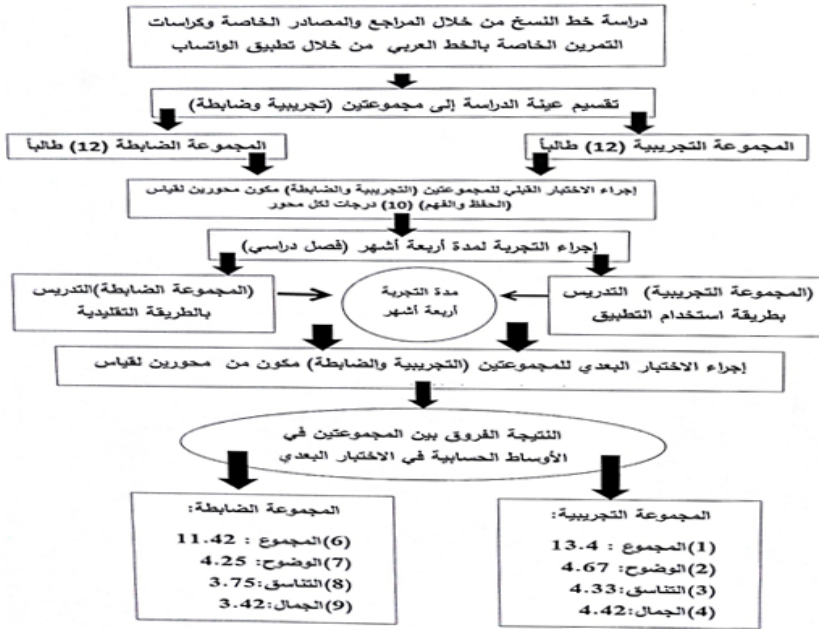 دراسة خط النسخ من خلال المراجع والمصادر الخاصة وكراسات
التمرين الخاصة بالخط العربي من خلال تطبيق الواتساب
تقسيم عينة الدراسة إلى مجموعتين (تجريبية وضابطة)
المجموعة التجريبية (12) طالباً
المجموعة الضابطة (12) طالباً
إجراء الاختبار القبلي للمجموعتين (التجريبية والضابطة) مكون محورين لقياس
(الحفظ والفهم) (10) درجات لكل محور
إجراء التجربة لمدة أربعة أشهر (فصل دراسي)
(المجموعة التجريبية) التدريس
بطريقة استخدام التطبيق
مدة التجربة
أربعة أشهر
(المجموعة الضابطة)التدريس
بالطريقة التقليدية
إجراء الاختبار البعدي للمجموعتين (التجريبية والضابطة) مكون من محورين لقياس
النتيجة الفروق بين المجموعتين في
الأوساط الحسابية في الاختبار البعدي
المجموعة التجريبية:
(1)المجموع : 13.4
(2)الوضوح: 4.67
(3)التناسق: 4.33
(4)الجمال: 4.42
المجموعة الضابطة:
(6)المجموع : 11.42
(7)الوضوح: 4.25
(8)التناسق:3.75
(9)الجمال:3.42